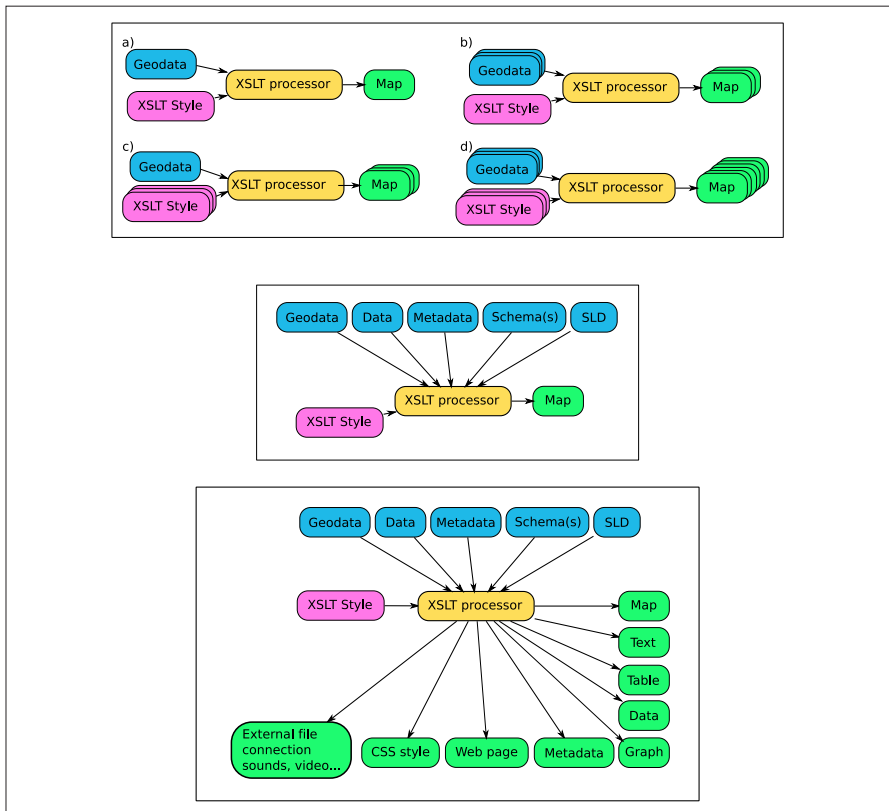 a)
Geodata
XSLT Style
XSLT processor
Map
b)
Geodata
XSLT Style
XSLT processor
Map
c)
Geodata
XSLT Style
XSLT processor
Map
d)
Geodata
XSLT Style
XSLT processor
Map
Geodata
Data
Metadata
Schema(s)
SLD
XSLT processor
Map
XSLT Style
Geodata
Data
Metadata
Schema(s)
SLD
XSLT Style
XSLT processor
Map
Text
Table
Data
External file
connection
sounds, video...
CSS style
Web page
Metadata
Graph